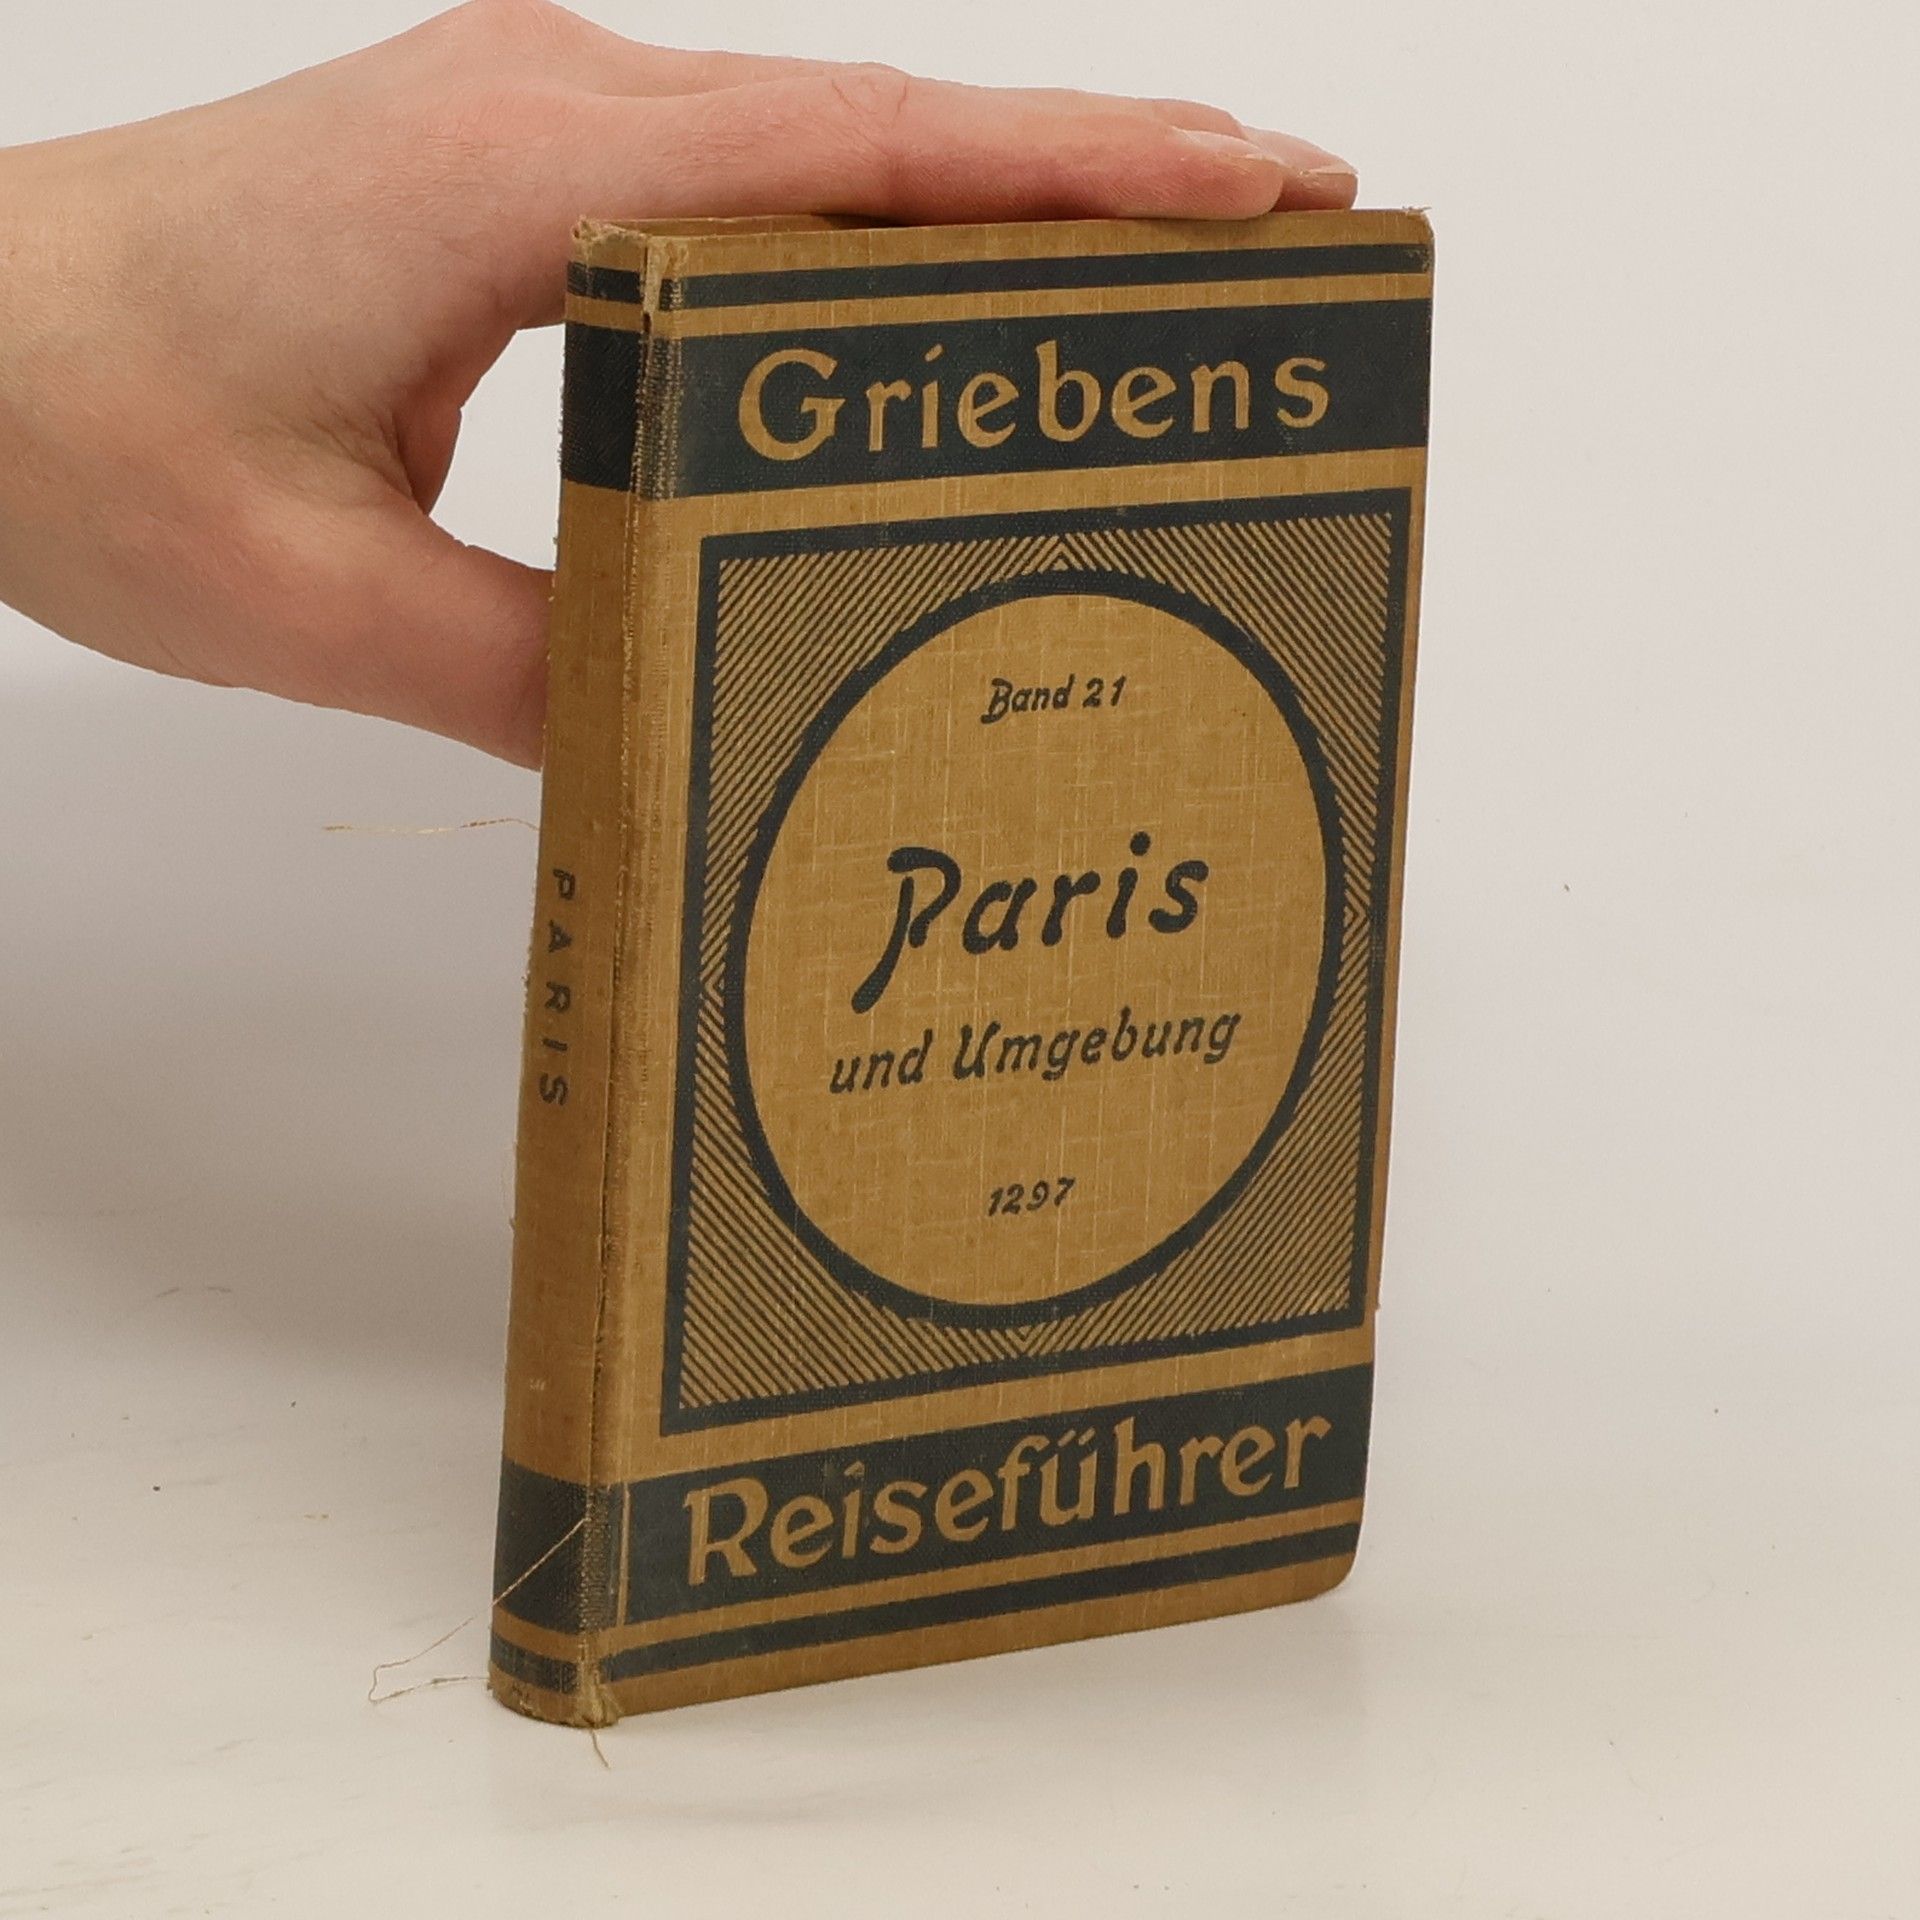 Griebens
Band 21
Paris
und Umgebung
1297
Reiseführer
PARIS